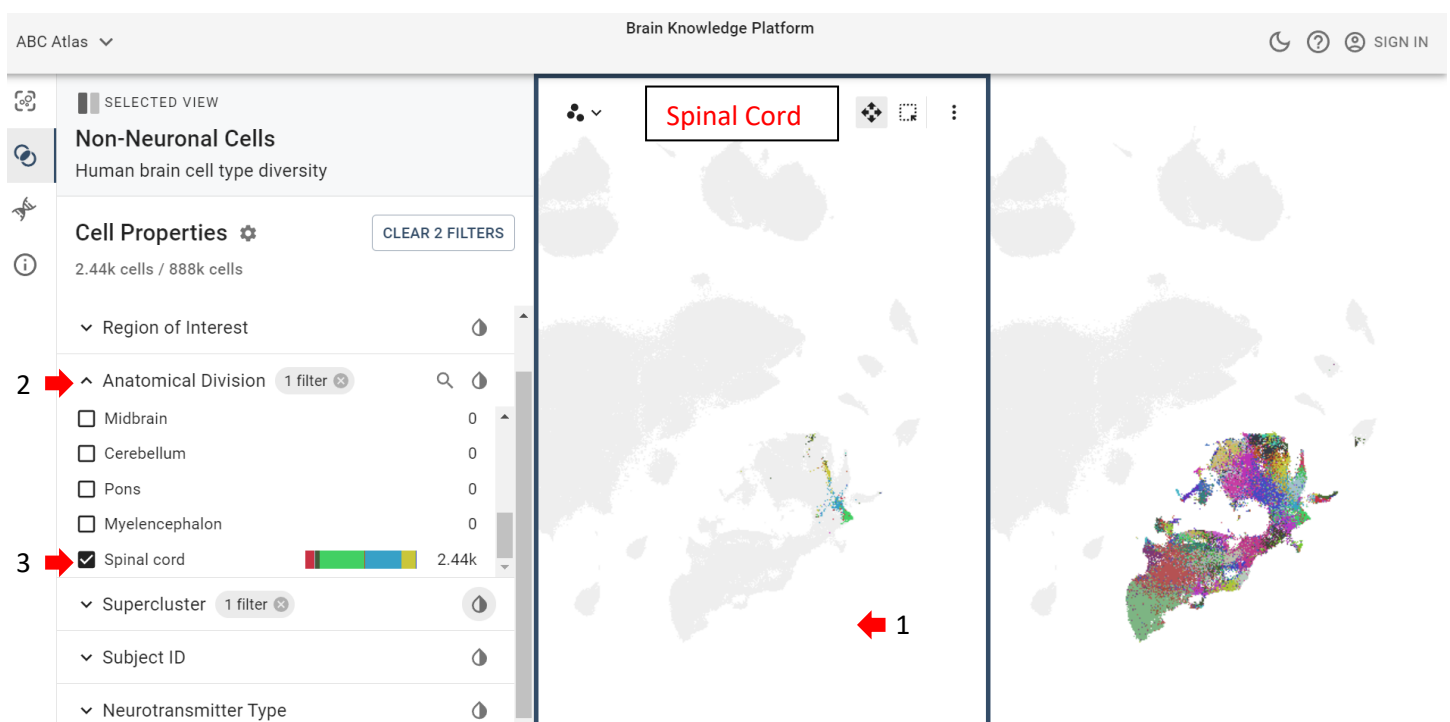 Brain Knowledge Platform
ABC Atlas
SIGN IN
SELECTED VIEW
Non-Neuronal Cells
Human brain cell type diversity
Spinal Cord
Cell Properties
CLEAR 2 FILTERS
2.44k cells / 888k cells
Region of Interest
2
Anatomical Division 1 filter
Midbrain 0
Cerebellum 0
Pons 0
Myelencephalon 0
3
Spinal cord 2.44k
Supercluster 1 filter
1
Subject ID
Neurotransmitter Type